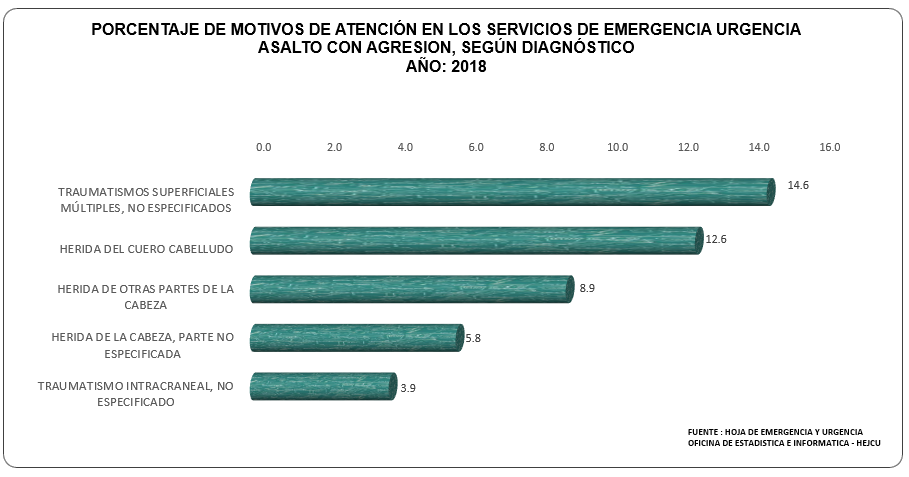 PORCENTAJE DE MOTIVOS DE ATENCIÓN EN LOS SERVICIOS DE EMERGENCIA URGENCIA
ASALTO CON AGRESION, SEGÚN DIAGNÓSTICO
AÑO: 2018
0.0 2.0 4.0 6.0 8.0 10.0 12.0 14.0 16.0
TRAUMATISMOS SUPERFICIALES
MÚLTIPLES, NO ESPECIFICADOS
14.6
HERIDA DEL CUERO CABELLUDO
12.6
HERIDA DE OTRAS PARTES DE LA
CABEZA
8.9
HERIDA DE LA CABEZA, PARTE NO
ESPECIFICADA
5.8
TRAUMATISMO INTRACRANEAL, NO
ESPECIFICADO
3.9
FUENTE : HOJA DE EMERGENCIA Y URGENCIA
OFICINA DE ESTADISTICA E INFORMATICA - HEJCU